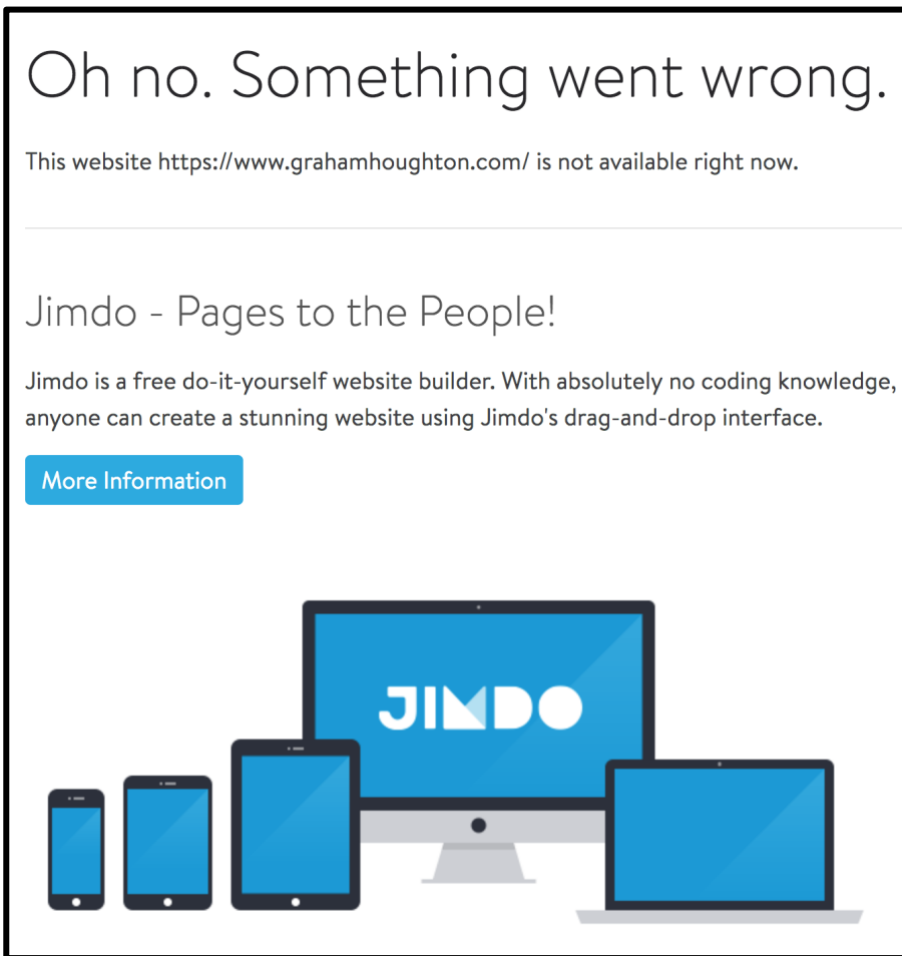 Oh no. Something went wrong.
This website https://www.grahamhoughton.com/ is not available right now.
Jimdo - Pages to the People!
Jimdo is a free do-it-yourself website builder. With absolutely no coding knowledge,
anyone can create a stunning website using Jimdo's drag-and-drop interface.
More Information
JIMDO